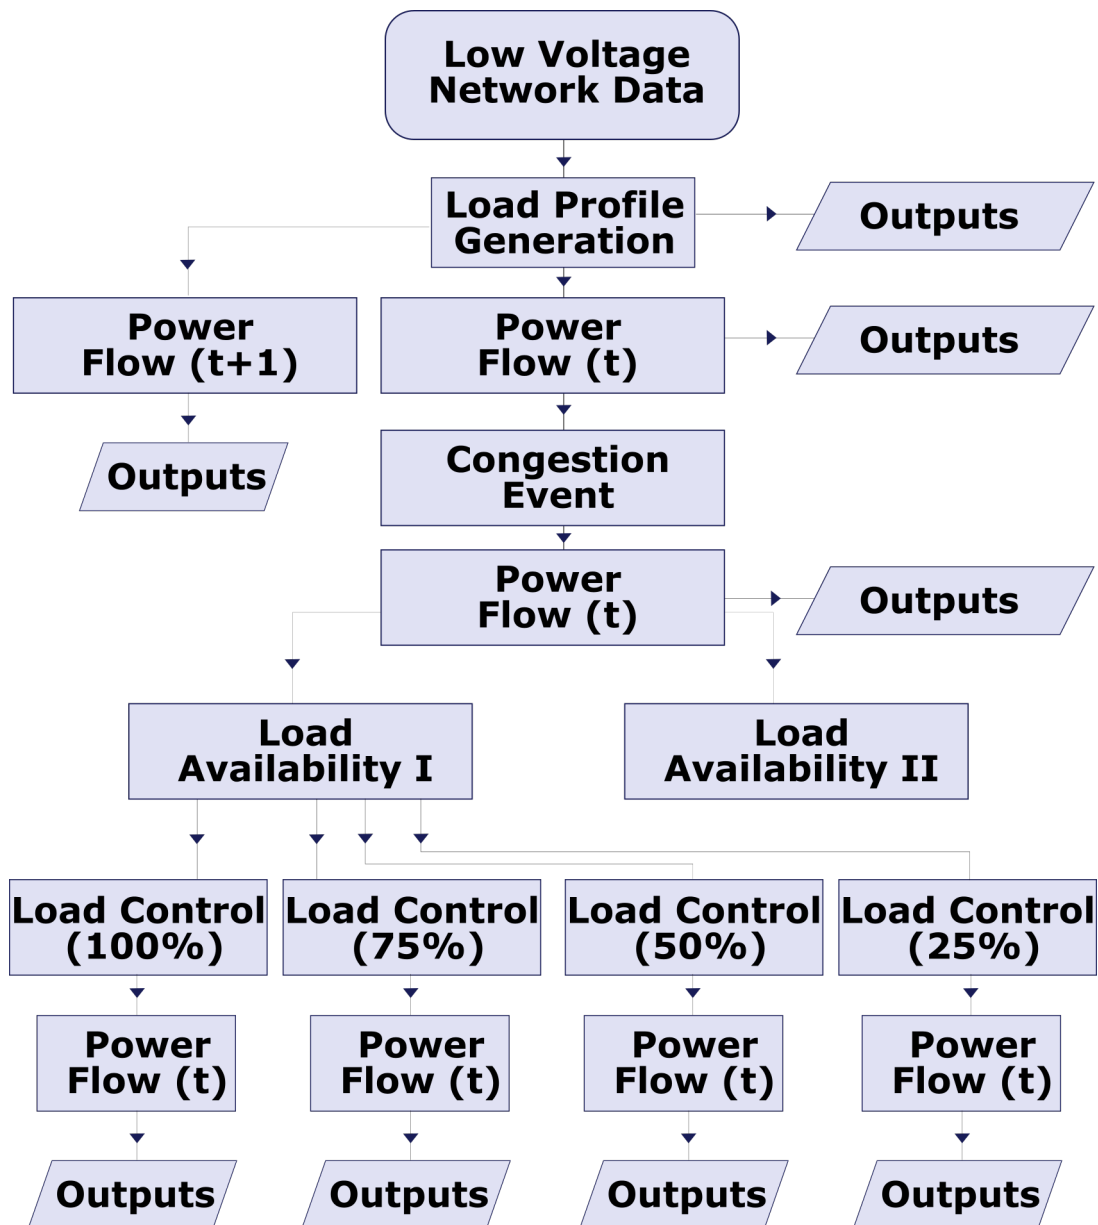 Low Voltage
Network Data
Load Profile
Generation
Outputs
Power
Flow (t+1)
Power
Flow (t)
Outputs
Outputs
Congestion
Event
Power
Flow (t)
Outputs
Load
Availability I
Load
Availability II
Load Control
(100%)
Load Control
(75%)
Load Control
(50%)
Load Control
(25%)
Power
Flow (t)
Power
Flow (t)
Power
Flow (t)
Power
Flow (t)
Outputs
Outputs
Outputs
Outputs